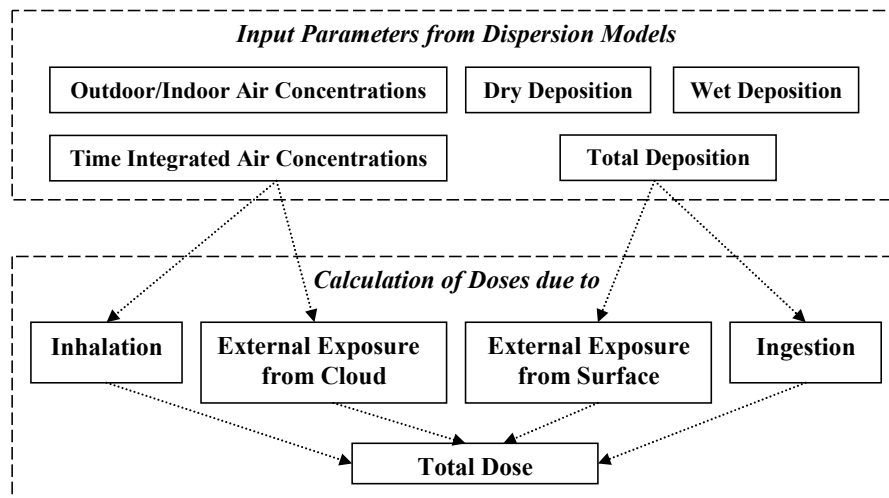 Input Parameters from Dispersion Models
Outdoor/Indoor Air Concentrations
Dry Deposition
Wet Deposition
Time Integrated Air Concentrations
Total Deposition
Calculation of Doses due to
Inhalation
External Exposure
from Cloud
External Exposure
from Surface
Ingestion
Total Dose